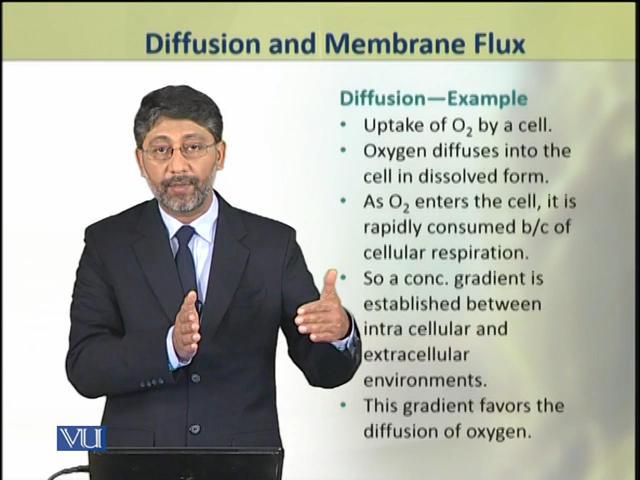 Diffusion and Membrane Flux
Diffusion—Example
• Uptake of O₂ by a cell.
• Oxygen diffuses into the
cell in dissolved form.
• As O₂ enters the cell, it is
rapidly consumed b/c of
cellular respiration.
• So a conc. gradient is
established between
intra cellular and
extracellular
environments.
• This gradient favors the
diffusion of oxygen.
VU